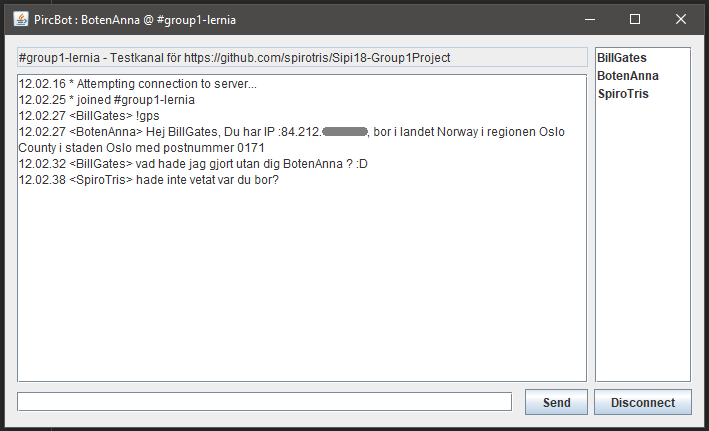 PircBot : BotenAnna @ #group1-lernia
#group1-lernia - Testkanal för https://github.com/spirotris/Sipi18-Group1Project
12.02.16 * Attempting connection to server...
12.02.25 * joined #group1-lernia
12.02.27 <BillGates> !gps
12.02.27 <BotenAnna> Hej BillGates, Du har IP :84.212. , bor i landet Norway i regionen Oslo
County i staden Oslo med postnummer 0171
12.02.32 <BillGates> vad hade jag gjort utan dig BotenAnna ? :D
12.02.38 <SpiroTris> hade inte vetat var du bor?
BillGates
BotenAnna
SpiroTris
Send
Disconnect